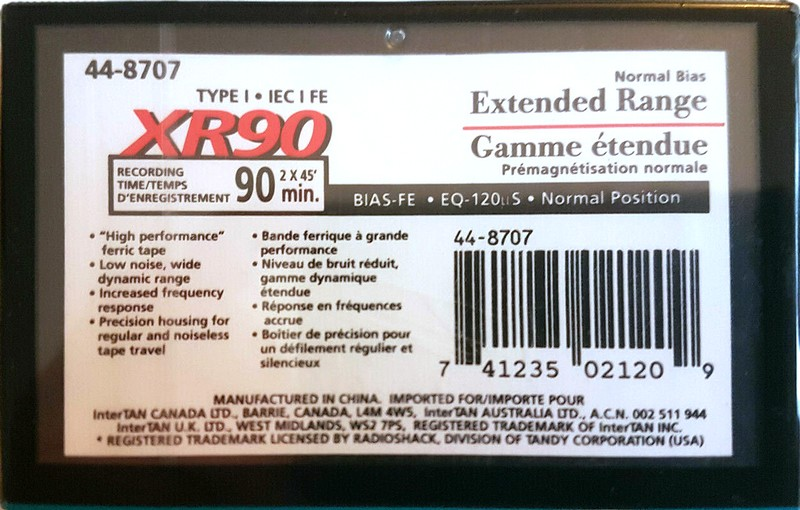 44-8707
TYPE I • IEC I FE
XR90
RECORDING
TIME/TEMPS
D'ENREGISTREMENT
90 2 X 45' min.
Normal Bias
Extended Range
Gamme étendue
Prémagnétisation normale
BIAS-FE • EQ-120µS • Normal Position
• "High performance"
ferric tape
• Low noise, wide
dynamic range
• Increased frequency
response
• Precision housing for
regular and noiseless
tape travel
• Bande ferrique à grande
performance
• Niveau de bruit réduit,
gamme dynamique
étendue
• Réponse en fréquences
accrue
• Boîtier de précision pour
un défilement régulier et
silencieux
44-8707
7 41235 02120 9
MANUFACTURED IN CHINA. IMPORTED FOR/IMPORTE POUR
InterTAN CANADA LTD., BARRIE, CANADA, L4M 4W5, InterTAN AUSTRALIA LTD., A.C.N. 002 511 944
InterTAN U.K. LTD., WEST MIDLANDS, WS2 7PS, REGISTERED TRADEMARK OF InterTAN INC.
* REGISTERED TRADEMARK LICENSED BY RADIOSHACK, DIVISION OF TANDY CORPORATION (USA)